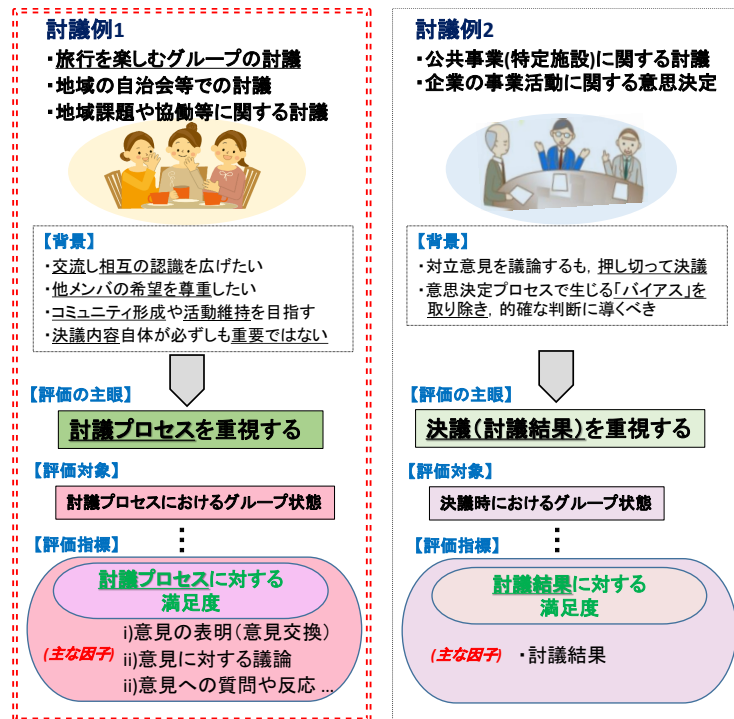 討議例1
・旅行を楽しむグループの討議
・地域の自治会等での討議
・地域課題や協働等に関する討議
【背景】
・交流し相互の認識を広げたい
・他メンバの希望を尊重したい
・コミュニティ形成や活動維持を目指す
・決議内容自体が必ずしも重要ではない
【評価の主眼】
討議プロセスを重視する
【評価対象】
討議プロセスにおけるグループ状態
⋮
【評価指標】
討議プロセスに対する
満足度
(主な因子)
i)意見の表明(意見交換)
ii)意見に対する議論
ii)意見への質問や反応 ...
討議例2
・公共事業(特定施設)に関する討議
・企業の事業活動に関する意思決定
【背景】
・対立意見を議論するも, 押し切って決議
・意思決定プロセスで生じる「バイアス」を
取り除き, 的確な判断に導くべき
【評価の主眼】
決議(討議結果)を重視する
【評価対象】
決議時におけるグループ状態
⋮
【評価指標】
討議結果に対する
満足度
(主な因子)
・討議結果